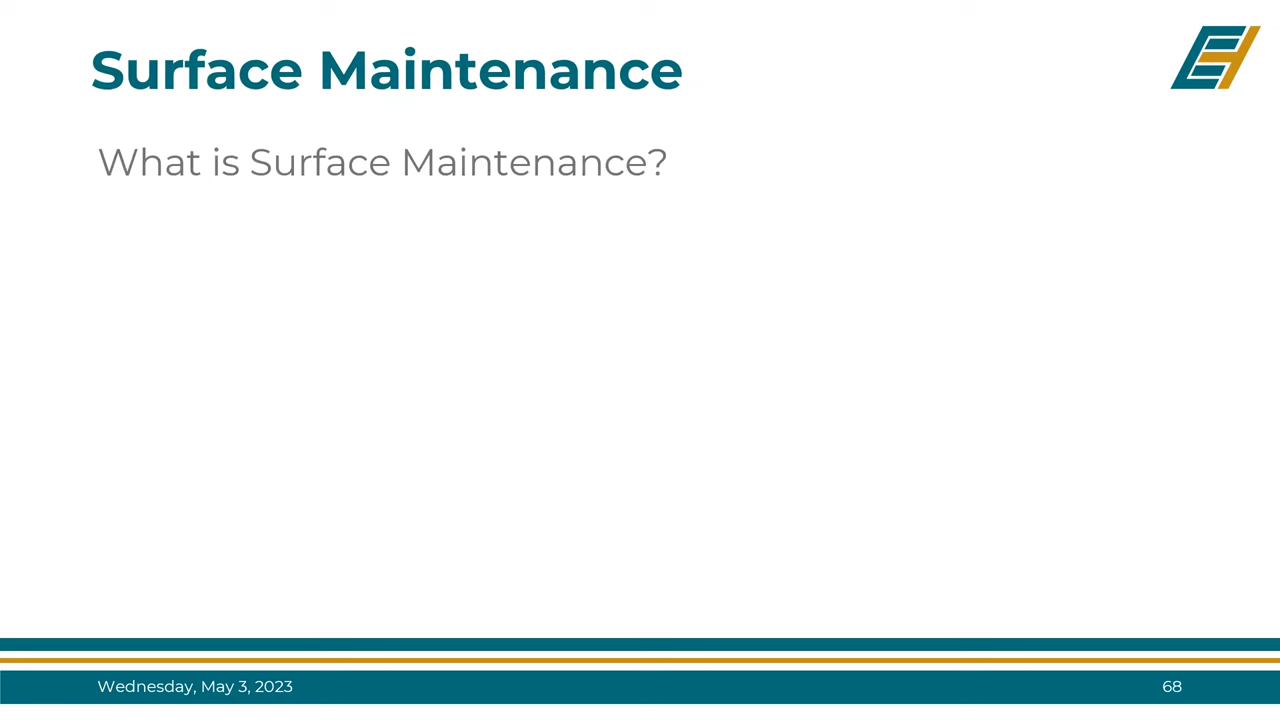 Surface Maintenance
What is Surface Maintenance?
Wednesday, May 3, 2023
68